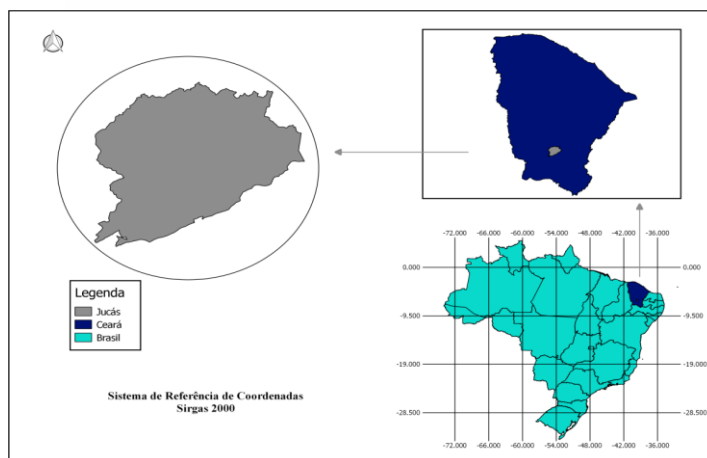 -72.000 -66.000 -60.000 -54.000 -48.000 -42.000 -36.000
0.000 0.000
-9.500 -9.500
-19.000 -19.000
-28.500 -28.500
-72.000 -66.000 -60.000 -54.000 -48.000 -42.000 -36.000
Legenda
Jucás
Ceará
Brasil
Sistema de Referência de Coordenadas
Sirgas 2000